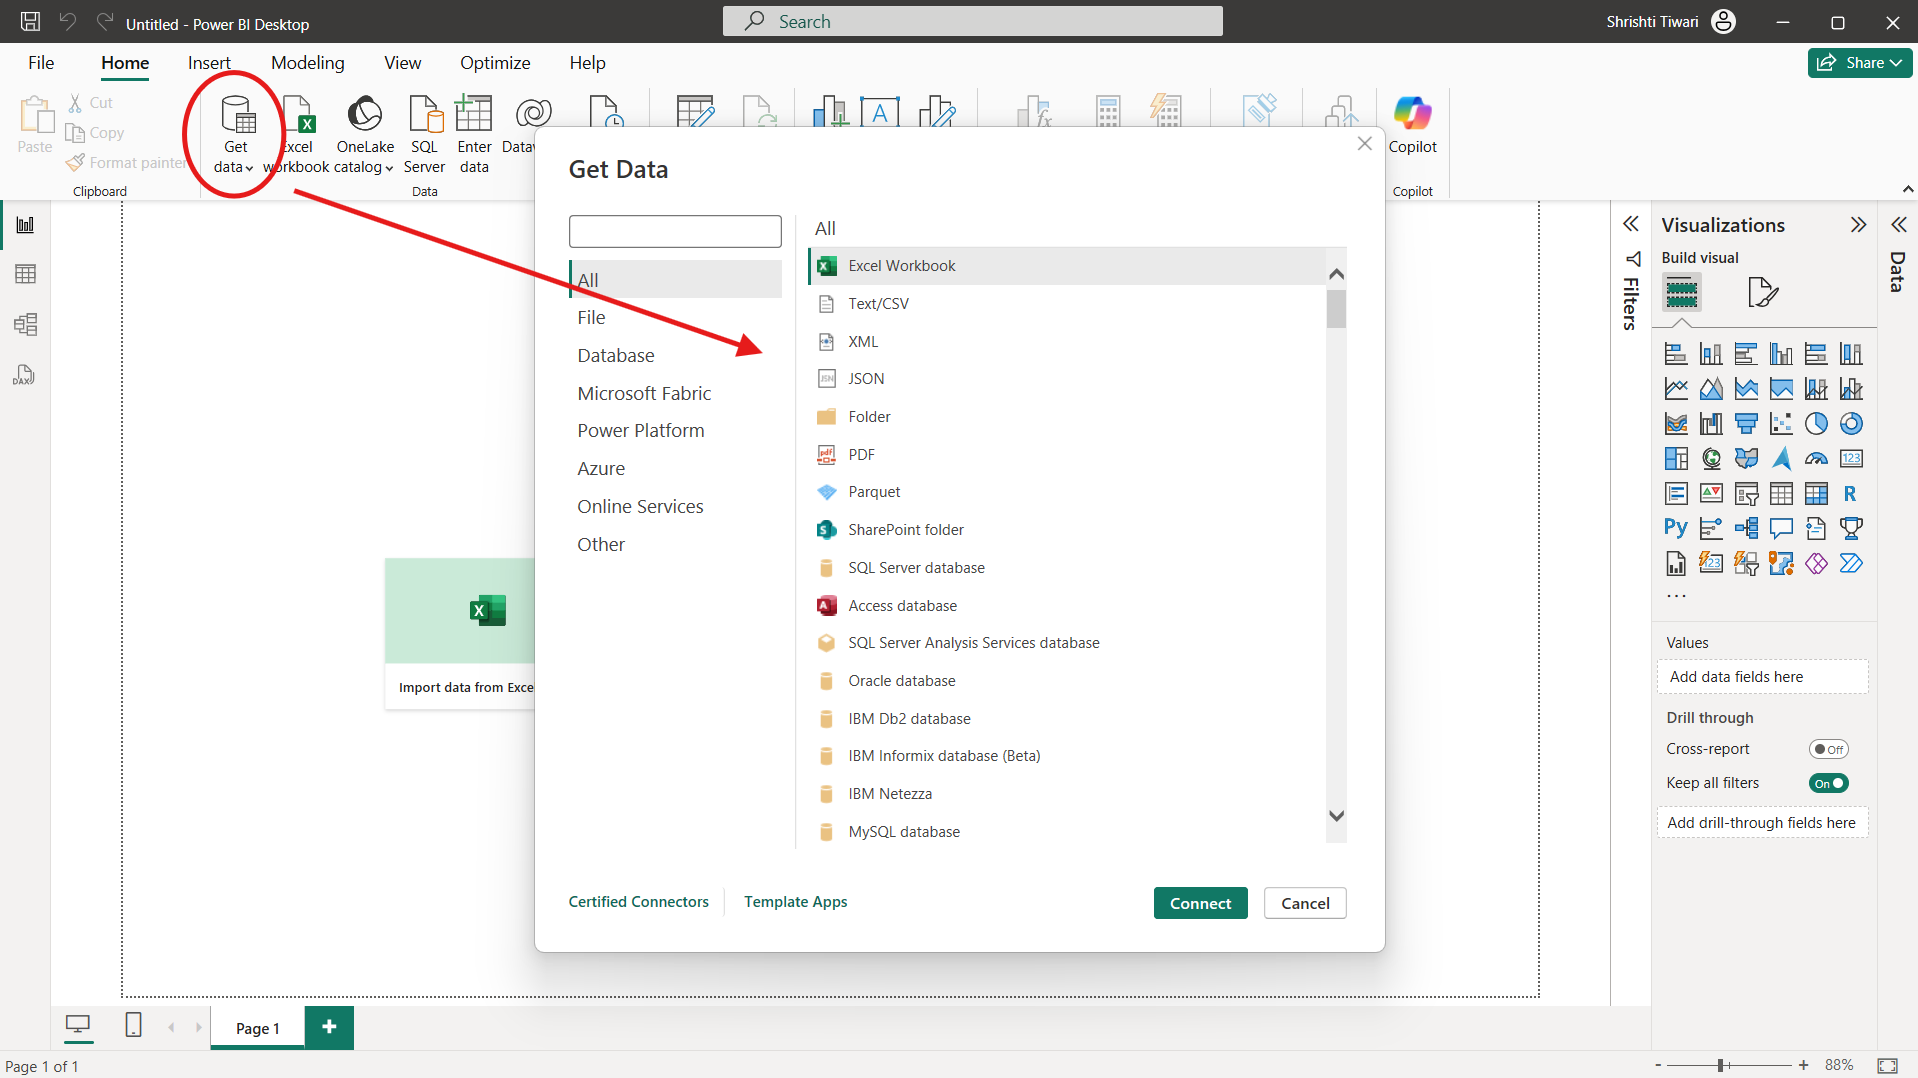 Untitled - Power BI Desktop
Search
Shrishti Tiwari
File
Home
Insert
Modeling
View
Optimize
Help
Share
Paste
Cut
Copy
Format painter
Clipboard
Get data
Excel workbook
OneLake catalog
SQL Server
Enter data
Data
Copilot
Copilot
Get Data
All
File
Database
Microsoft Fabric
Power Platform
Azure
Online Services
Other
All
Excel Workbook
Text/CSV
XML
JSON
Folder
PDF
Parquet
SharePoint folder
SQL Server database
Access database
SQL Server Analysis Services database
Oracle database
IBM Db2 database
IBM Informix database (Beta)
IBM Netezza
MySQL database
Certified Connectors
Template Apps
Connect
Cancel
Import data from Exce
Filters
Visualizations
Build visual
123
R
Py
123
Values
Add data fields here
Drill through
Cross-report
Off
Keep all filters
On
Add drill-through fields here
Data
DAX
Page 1
Page 1 of 1
- + 88%